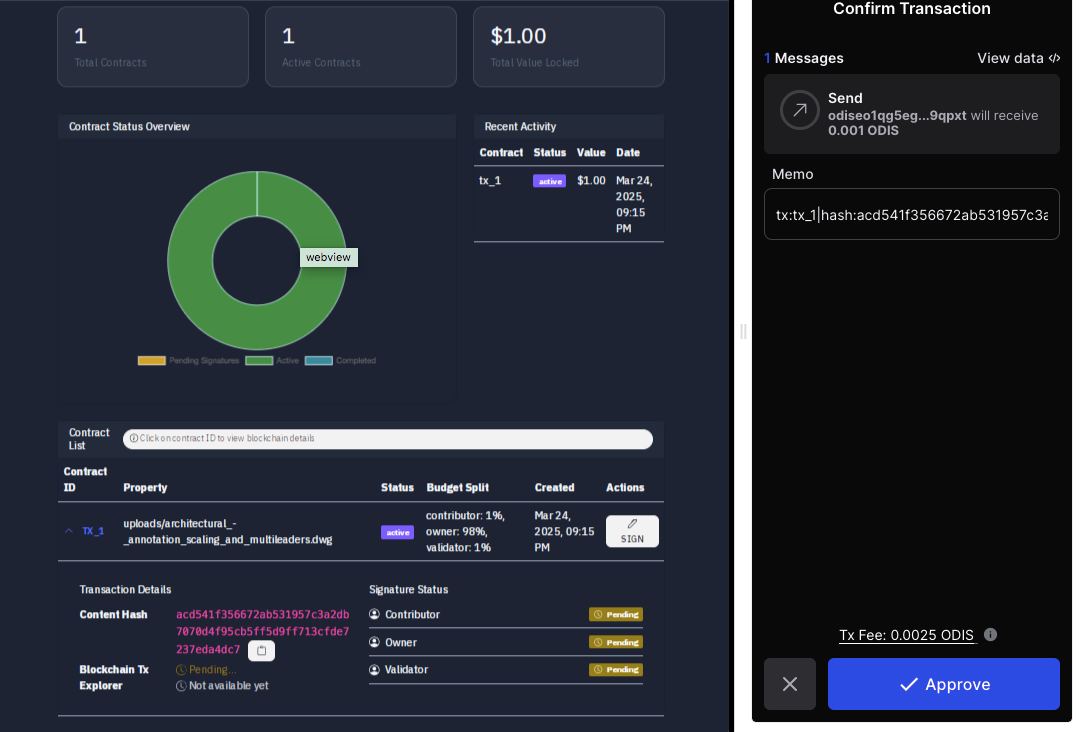 1
Total Contracts
1
Active Contracts
$1.00
Total Value Locked
Contract Status Overview
webview
Pending Signatures
Active
Completed
Recent Activity
Contract Status Value Date
tx_1 active $1.00 Mar 24,
2025,
09:15
PM
Contract
List
Click on contract ID to view blockchain details
Contract
ID Property Status Budget Split Created Actions
TX_1
uploads/architectural_-
_annotation_scaling_and_multileaders.dwg
active
contributor: 1%,
owner: 98%,
validator: 1%
Mar 24,
2025, 09:15
PM
SIGN
Transaction Details
Content Hash
acd541f356672ab531957c3a2db
7070d4f95cb5ff5d9ff713cfde7
237eda4dc7
Blockchain Tx Pending...
Explorer Not available yet
Signature Status
Contributor Pending
Owner Pending
Validator Pending
Confirm Transaction
1 Messages View data </>
Send
odiseo1qg5eg...9qpxt will receive
0.001 ODIS
Memo
tx:tx_1|hash:acd541f356672ab531957c3a
Tx Fee: 0.0025 ODIS
Approve